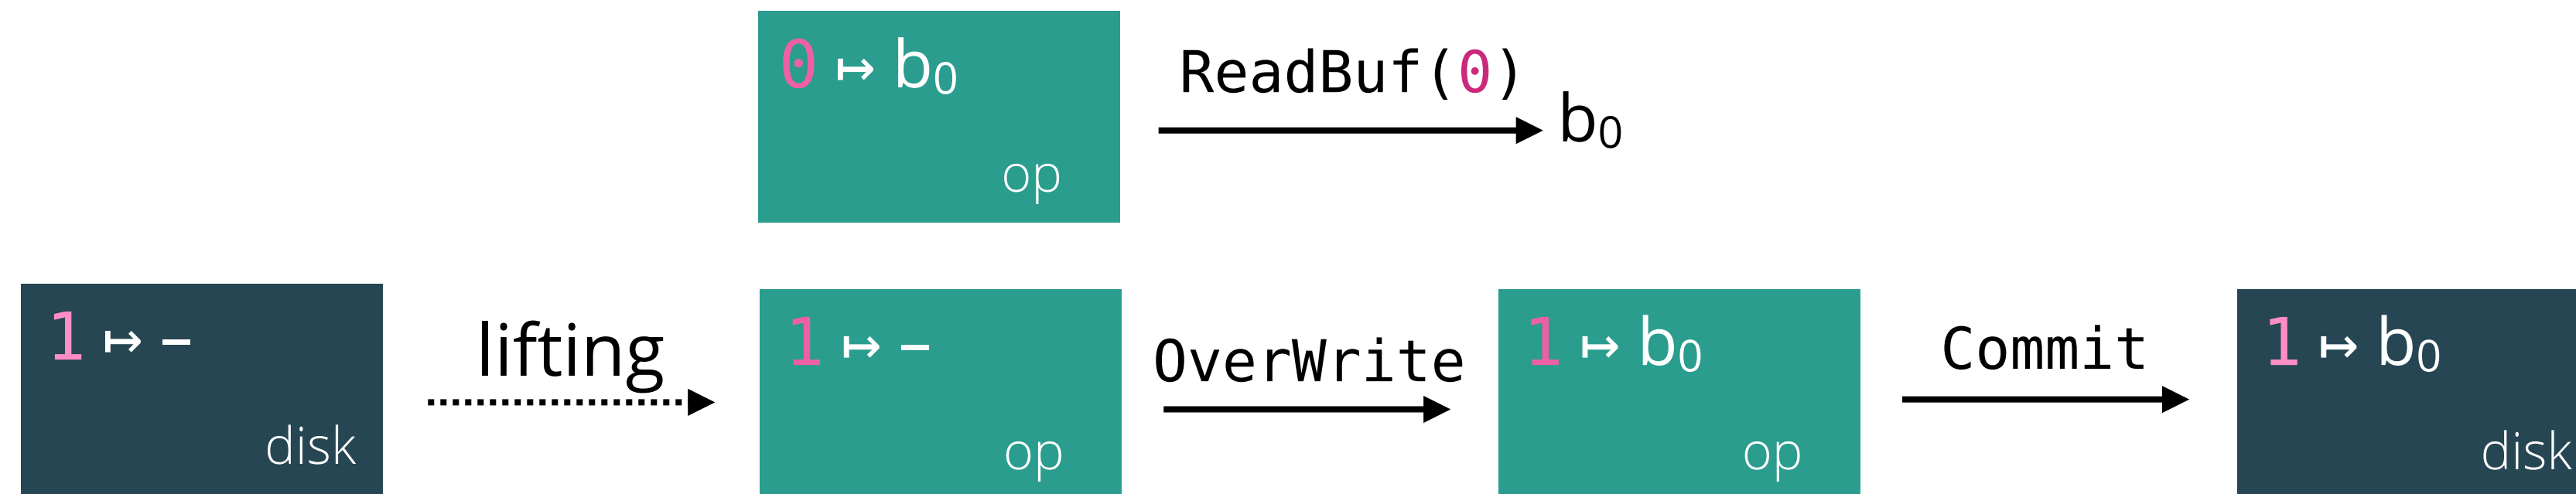 0 ↦ b₀
op
ReadBuf(0)
b₀
1 ↦ –
disk
lifting
1 ↦ –
op
OverWrite
1 ↦ b₀
op
Commit
1 ↦ b₀
disk